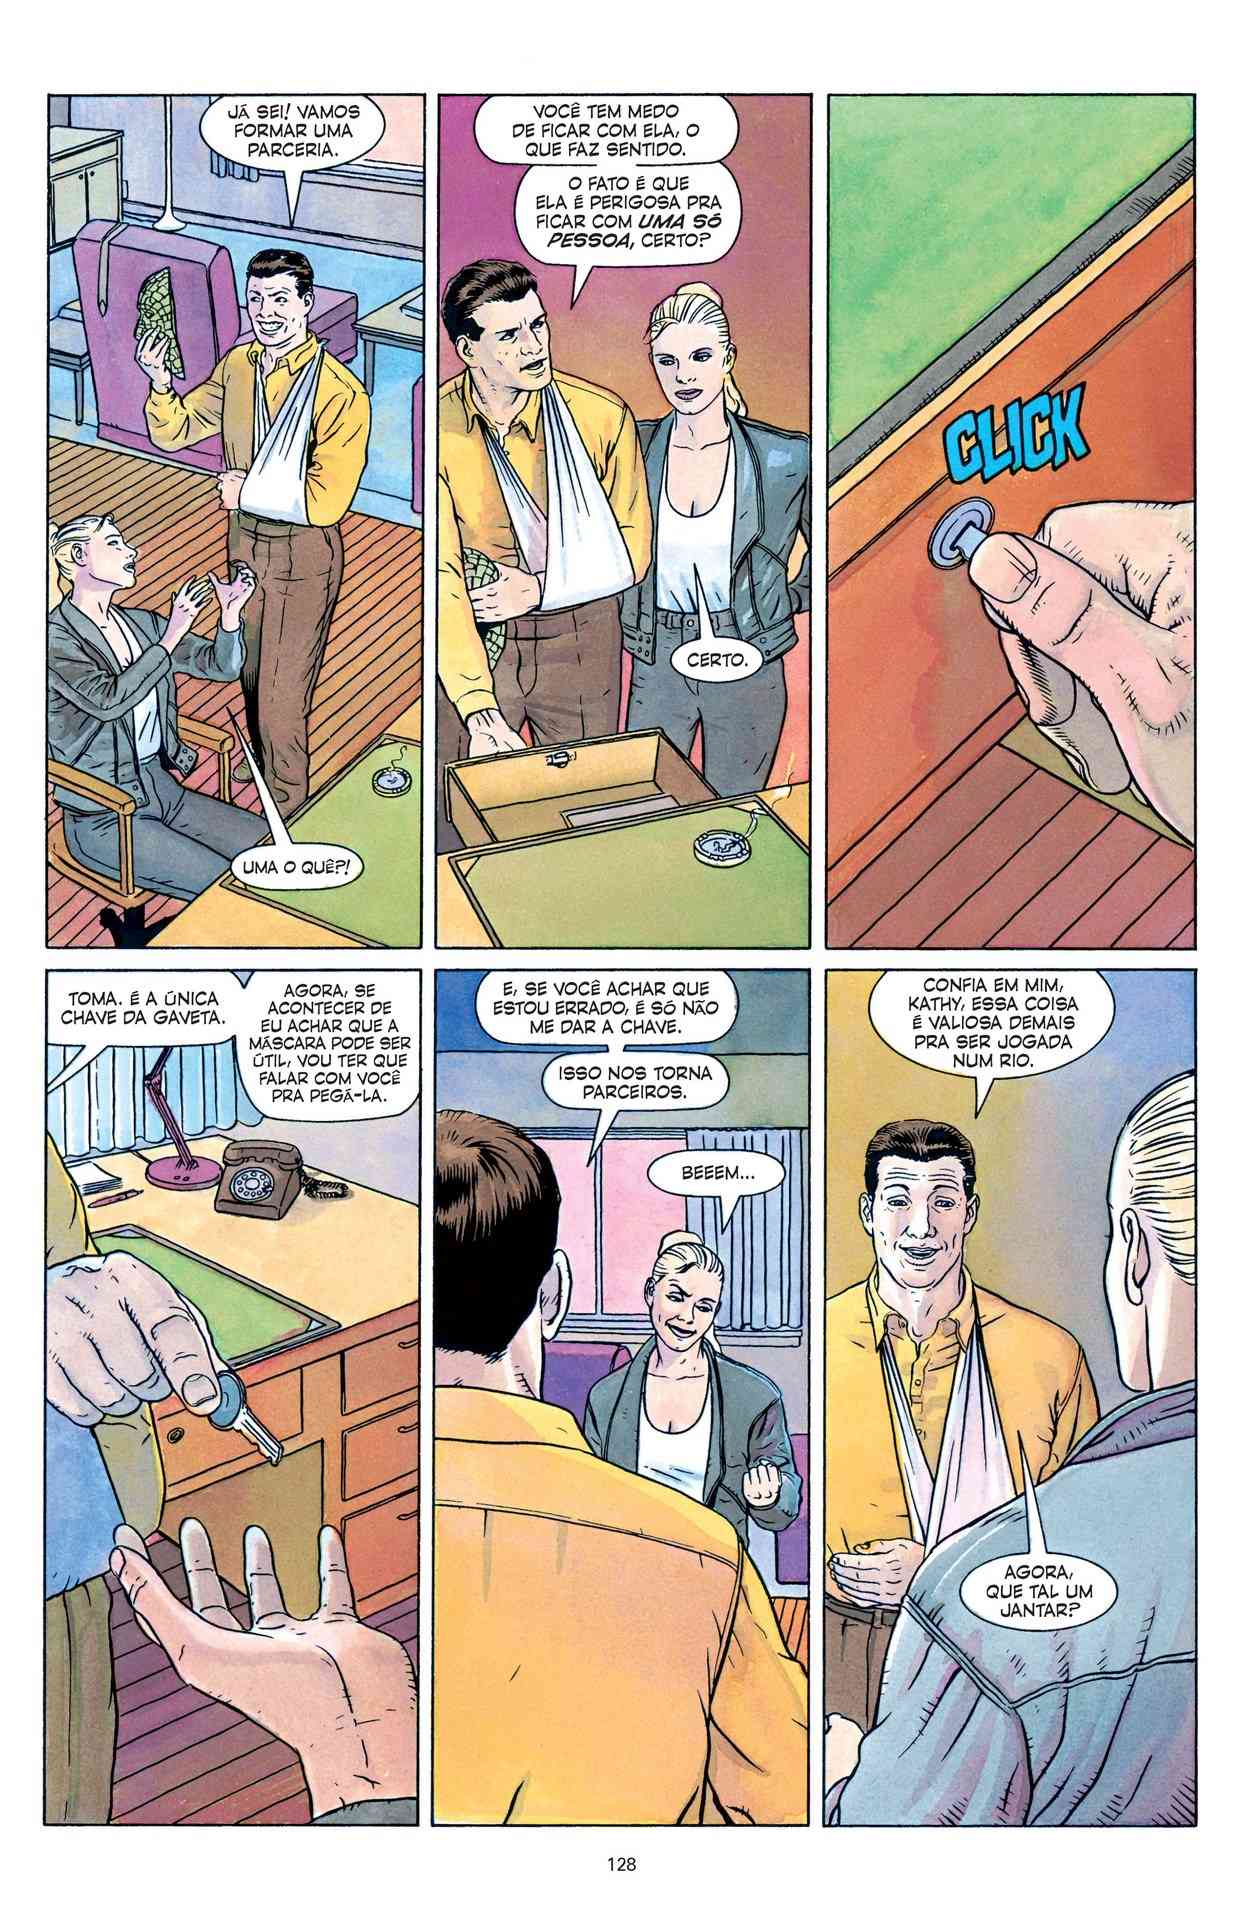 JÁ SEI! VAMOS
FORMAR UMA
PARCERIA.
UMA O QUÊ?!
VOCÊ TEM MEDO
DE FICAR COM ELA, O
QUE FAZ SENTIDO.
O FATO É QUE
ELA É PERIGOSA PRA
FICAR COM UMA SÓ
PESSOA, CERTO?
CERTO.
CLICK
TOMA. É A ÚNICA
CHAVE DA GAVETA.
AGORA, SE
ACONTECER DE
EU ACHAR QUE A
MÁSCARA PODE SER
ÚTIL, VOU TER QUE
FALAR COM VOCÊ
PRA PEGÁ-LA.
E, SE VOCÊ ACHAR QUE
ESTOU ERRADO, É SÓ NÃO
ME DAR A CHAVE.
ISSO NOS TORNA
PARCEIROS.
BEEEM...
CONFIA EM MIM,
KATHY, ESSA COISA
É VALIOSA DEMAIS
PRA SER JOGADA
NUM RIO.
AGORA,
QUE TAL UM
JANTAR?
128